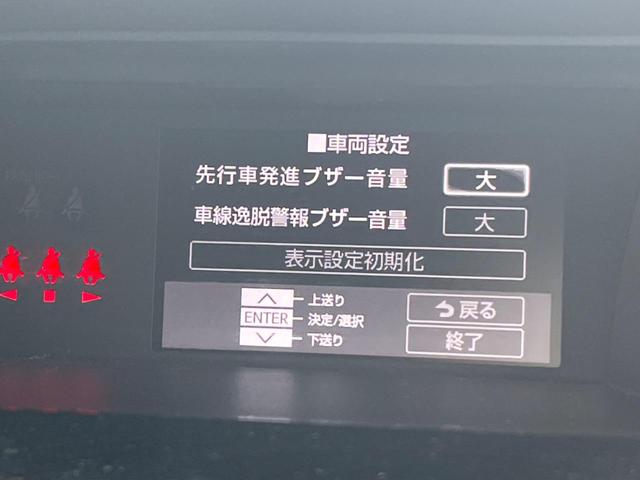 ■車両設定
先行車発進ブザー音量 大
車線逸脱警報ブザー音量 大
表示設定初期化
上送り
ENTER 決定/選択
下送り
戻る
終了